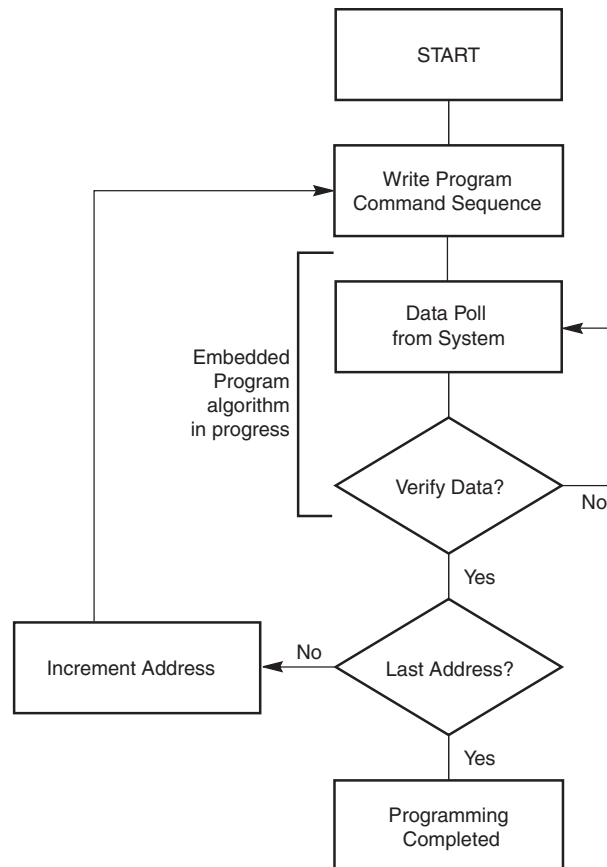 START
Write Program
Command Sequence
Data Poll
from System
Embedded
Program
algorithm
in progress
Verify Data?
No
Yes
Increment Address
No
Last Address?
Yes
Programming
Completed